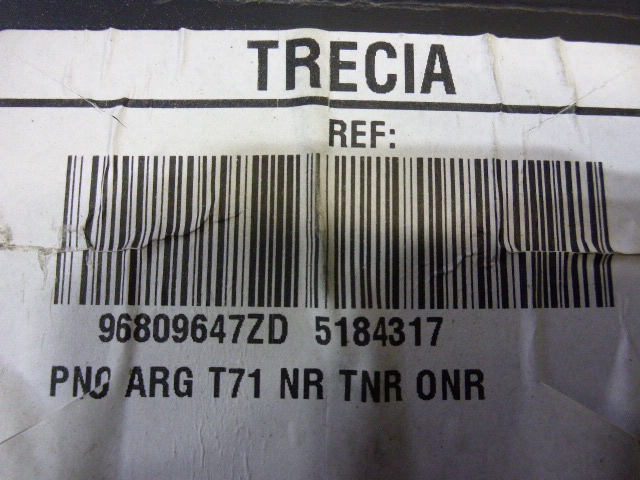 TRECIA
REF:
96809647ZD 5184317
PNO ARG T71 NR TNR ONR